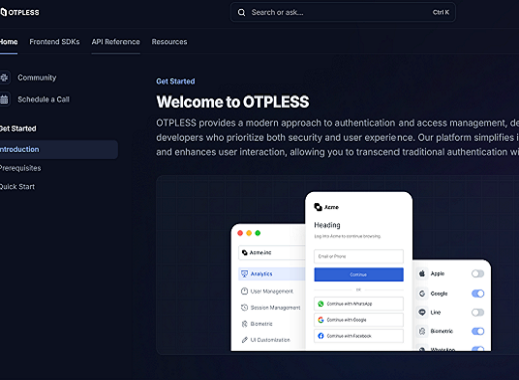 OTPLESS
Search or ask...
Ctrl K
Home
Frontend SDKs
API Reference
Resources
Community
Schedule a Call
Get Started
Introduction
Prerequisites
Quick Start
Get Started
Welcome to OTPLESS
OTPLESS provides a modern approach to authentication and access management, de
developers who prioritize both security and user experience. Our platform simplifies i
and enhances user interaction, allowing you to transcend traditional authentication wi
Acme.inc
Analytics
User Management
Session Management
Biometric
UI Customization
Acme
Heading
Log into Acme to continue browsing.
Email or Phone
Continue
OR
Continue with WhatsApp
Continue with Google
Continue with Facebook
Apple
Google
Line
Biometric
WhatsApp